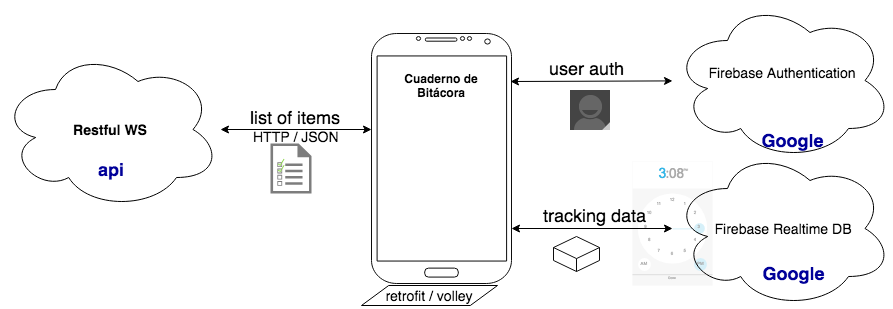 Restful WS
api
list of items
HTTP / JSON
Cuaderno de
Bitácora
retrofit / volley
user auth
Firebase Authentication
Google
tracking data
3:08
AM
Firebase Realtime DB
Google